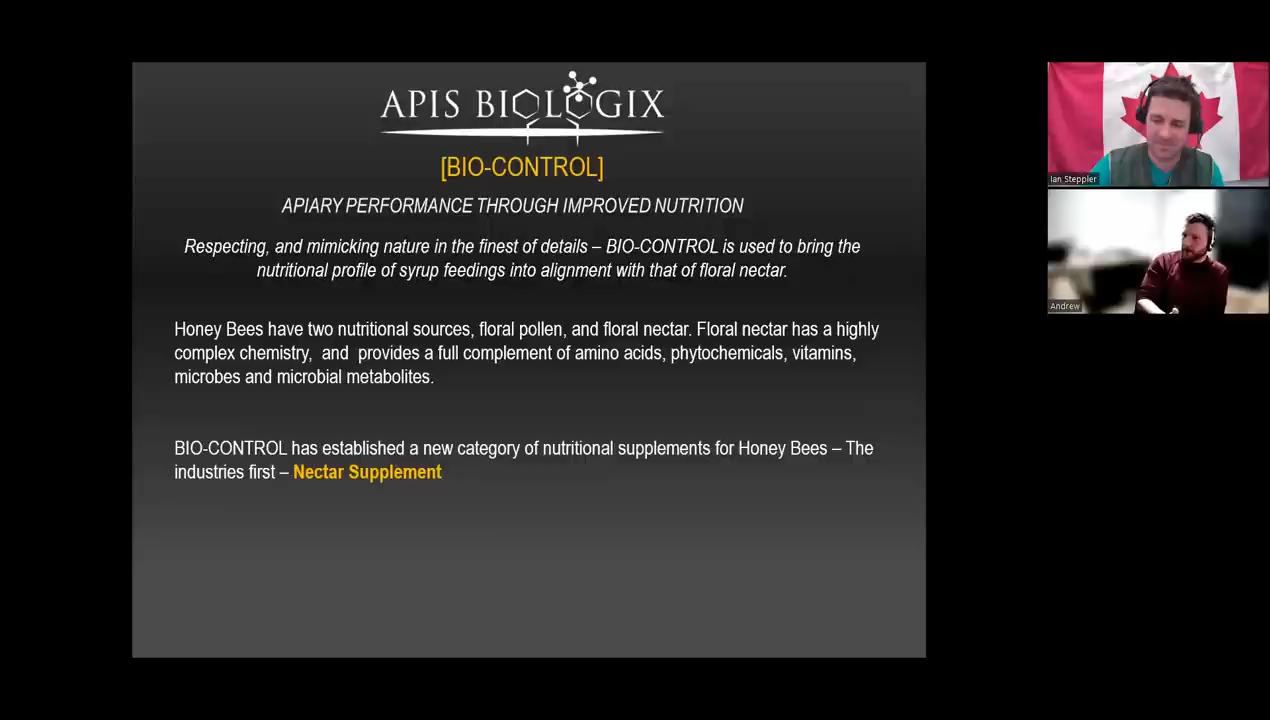 APIS BIOLOGIX
[BIO-CONTROL]
APIARY PERFORMANCE THROUGH IMPROVED NUTRITION
Respecting, and mimicking nature in the finest of details – BIO-CONTROL is used to bring the
nutritional profile of syrup feedings into alignment with that of floral nectar.
Honey Bees have two nutritional sources, floral pollen, and floral nectar. Floral nectar has a highly
complex chemistry, and provides a full complement of amino acids, phytochemicals, vitamins,
microbes and microbial metabolites.
BIO-CONTROL has established a new category of nutritional supplements for Honey Bees – The
industries first – Nectar Supplement
Ian Steppler
Andrew